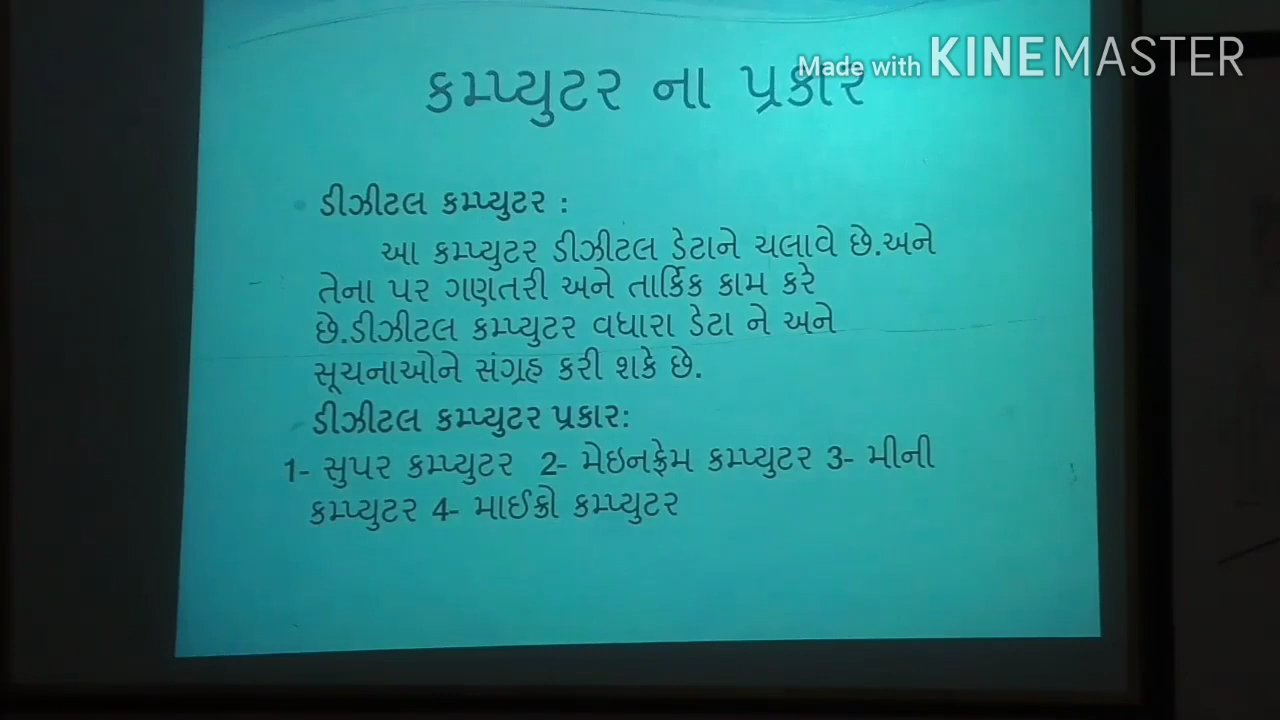 Made with KINEMASTER
કમ્પ્યુટર ના પ્રકાર
ડીઝીટલ કમ્પ્યુટર :
આ કમ્પ્યુટર ડીઝીટલ ડેટાને ચલાવે છે.અને
તેના પર ગણતરી અને તાર્કિક કામ કરે
છે.ડીઝીટલ કમ્પ્યુટર વધારા ડેટા ને અને
સૂચનાઓને સંગ્રહ કરી શકે છે.
ડીઝીટલ કમ્પ્યુટર પ્રકાર:
1- સુપર કમ્પ્યુટર 2- મેઇનફ્રેમ કમ્પ્યુટર 3- મીની
કમ્પ્યુટર 4- માઈક્રો કમ્પ્યુટર